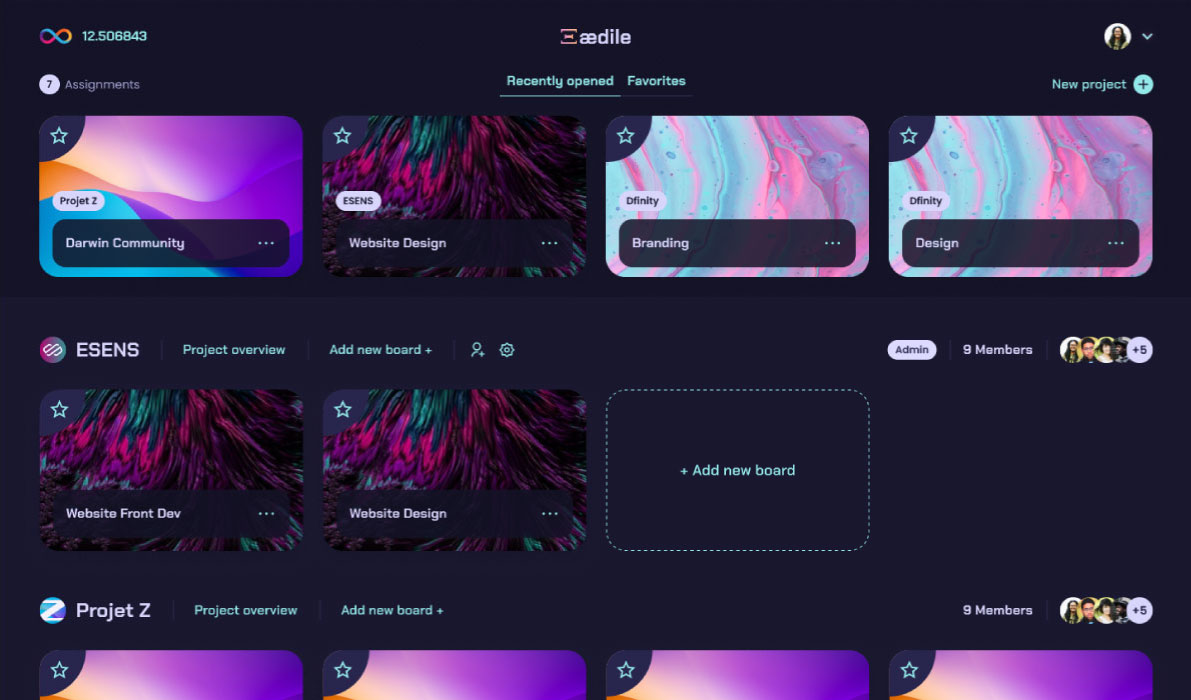 12.506843
ædile
7 Assignments
Recently opened Favorites
New project +
Projet Z
Darwin Community ...
ESENS
Website Design ...
Dfinity
Branding ...
Dfinity
Design ...
ESENS Project overview Add new board + Admin 9 Members +5
Website Front Dev ...
Website Design ...
+ Add new board
Projet Z Project overview Add new board + 9 Members +5